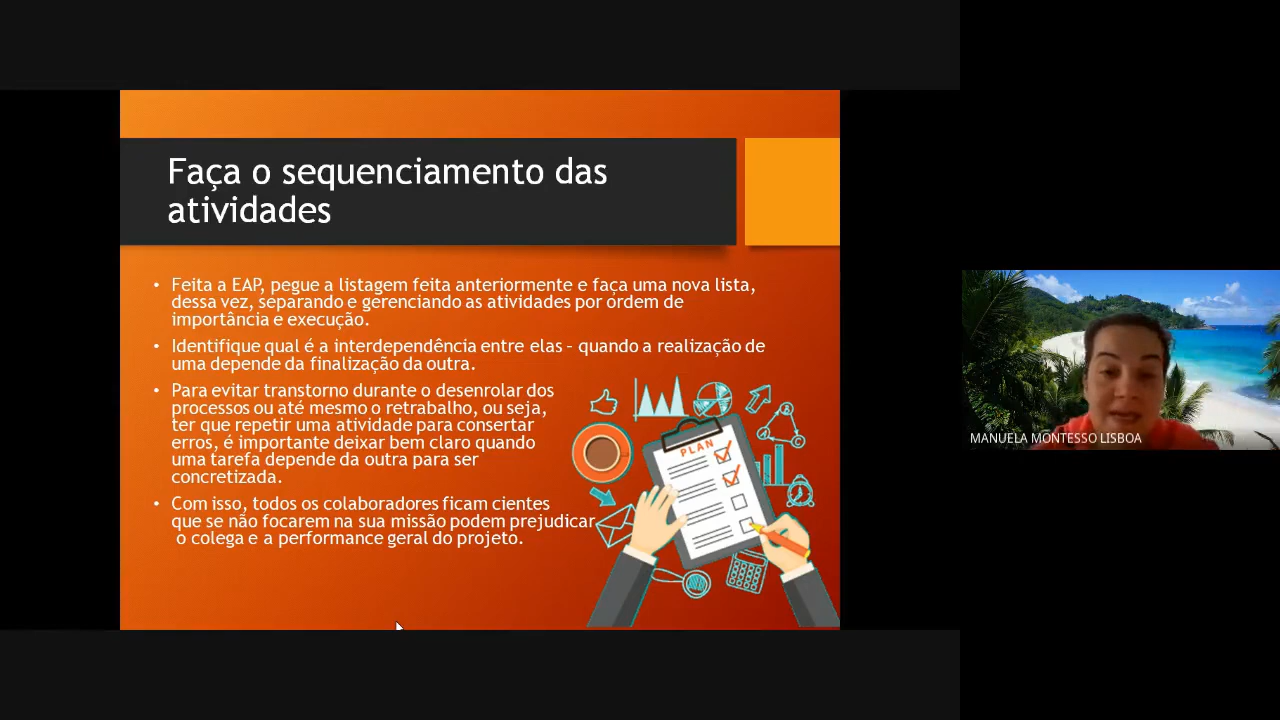 Faça o sequenciamento das
atividades
• Feita a EAP, pegue a listagem feita anteriormente e faça uma nova lista,
dessa vez, separando e gerenciando as atividades por ordem de
importância e execução.
• Identifique qual é a interdependência entre elas – quando a realização de
uma depende da finalização da outra.
• Para evitar transtorno durante o desenrolar dos
processos ou até mesmo o retrabalho, ou seja,
ter que repetir uma atividade para consertar
erros, é importante deixar bem claro quando
uma tarefa depende da outra para ser
concretizada.
• Com isso, todos os colaboradores ficam cientes
que se não focarem na sua missão podem prejudicar
o colega e a performance geral do projeto.
PLAN
MANUELA MONTESSO LISBOA